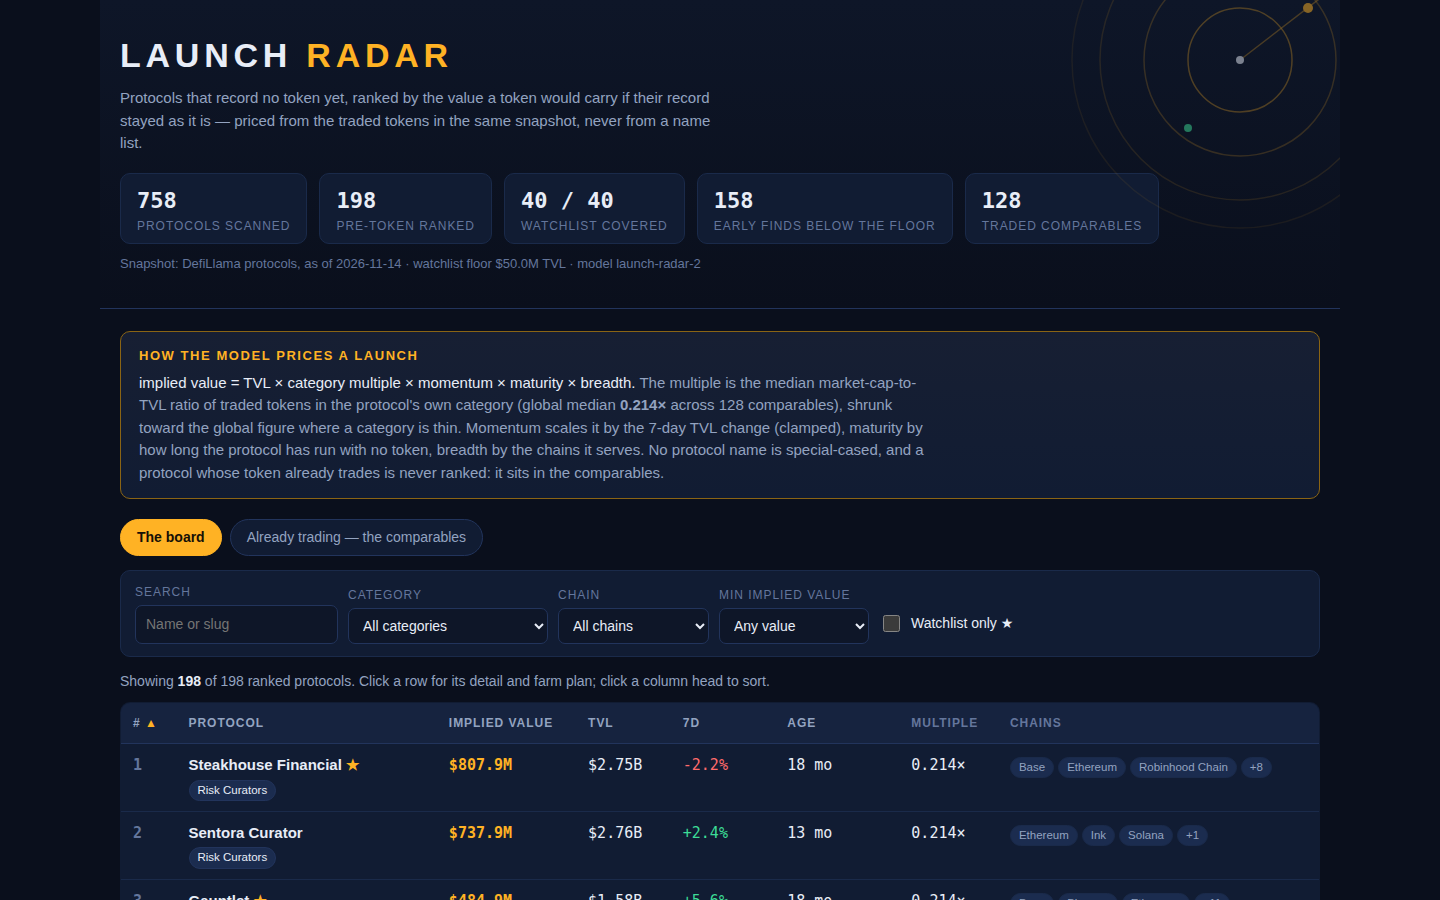 LAUNCH RADAR
Protocols that record no token yet, ranked by the value a token would carry if their record
stayed as it is — priced from the traded tokens in the same snapshot, never from a name
list.
758
PROTOCOLS SCANNED
198
PRE-TOKEN RANKED
40 / 40
WATCHLIST COVERED
158
EARLY FINDS BELOW THE FLOOR
128
TRADED COMPARABLES
Snapshot: DefiLlama protocols, as of 2026-11-14 · watchlist floor $50.0M TVL · model launch-radar-2
HOW THE MODEL PRICES A LAUNCH
implied value = TVL × category multiple × momentum × maturity × breadth. The multiple is the median market-cap-to-
TVL ratio of traded tokens in the protocol's own category (global median 0.214× across 128 comparables), shrunk
toward the global figure where a category is thin. Momentum scales it by the 7-day TVL change (clamped), maturity by
how long the protocol has run with no token, breadth by the chains it serves. No protocol name is special-cased, and a
protocol whose token already trades is never ranked: it sits in the comparables.
The board
Already trading — the comparables
SEARCH
Name or slug
CATEGORY
All categories
CHAIN
All chains
MIN IMPLIED VALUE
Any value
Watchlist only ★
Showing 198 of 198 ranked protocols. Click a row for its detail and farm plan; click a column head to sort.
# ▲ PROTOCOL IMPLIED VALUE TVL 7D AGE MULTIPLE CHAINS
1 Steakhouse Financial ★ $807.9M $2.75B -2.2% 18 mo 0.214× Base Ethereum Robinhood Chain +8
Risk Curators
2 Sentora Curator $737.9M $2.76B +2.4% 13 mo 0.214× Ethereum Ink Solana +1
Risk Curators
3 Gauntlet ★ $484.9M $1.58B +5.6% 18 mo 0.214×